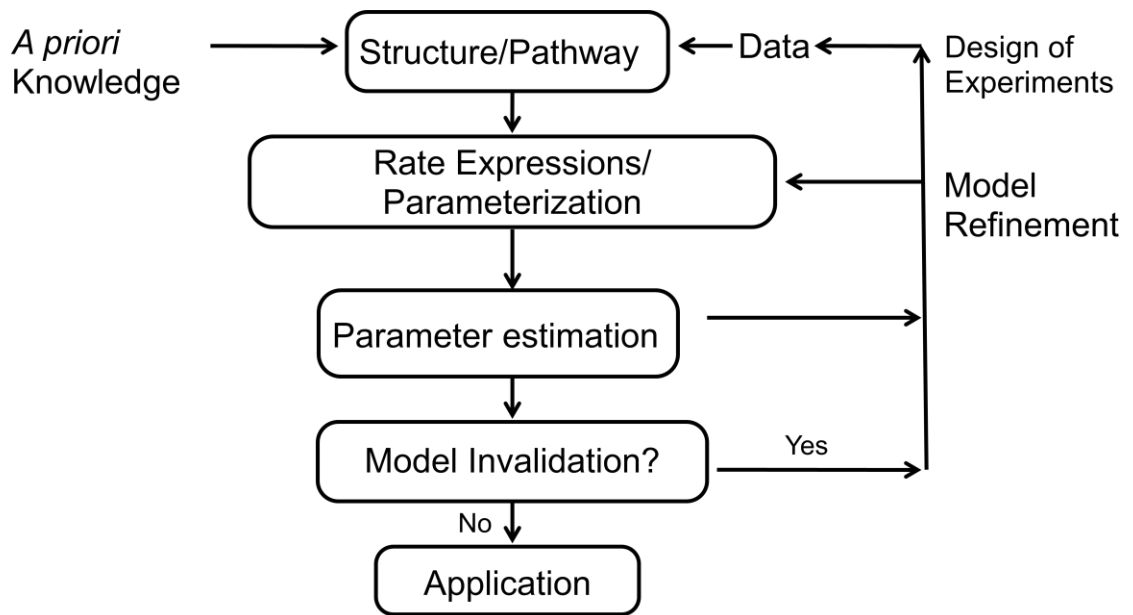 A priori
Knowledge
Structure/Pathway
Data
Design of
Experiments
Rate Expressions/
Parameterization
Model
Refinement
Parameter estimation
Model Invalidation?
Yes
No
Application